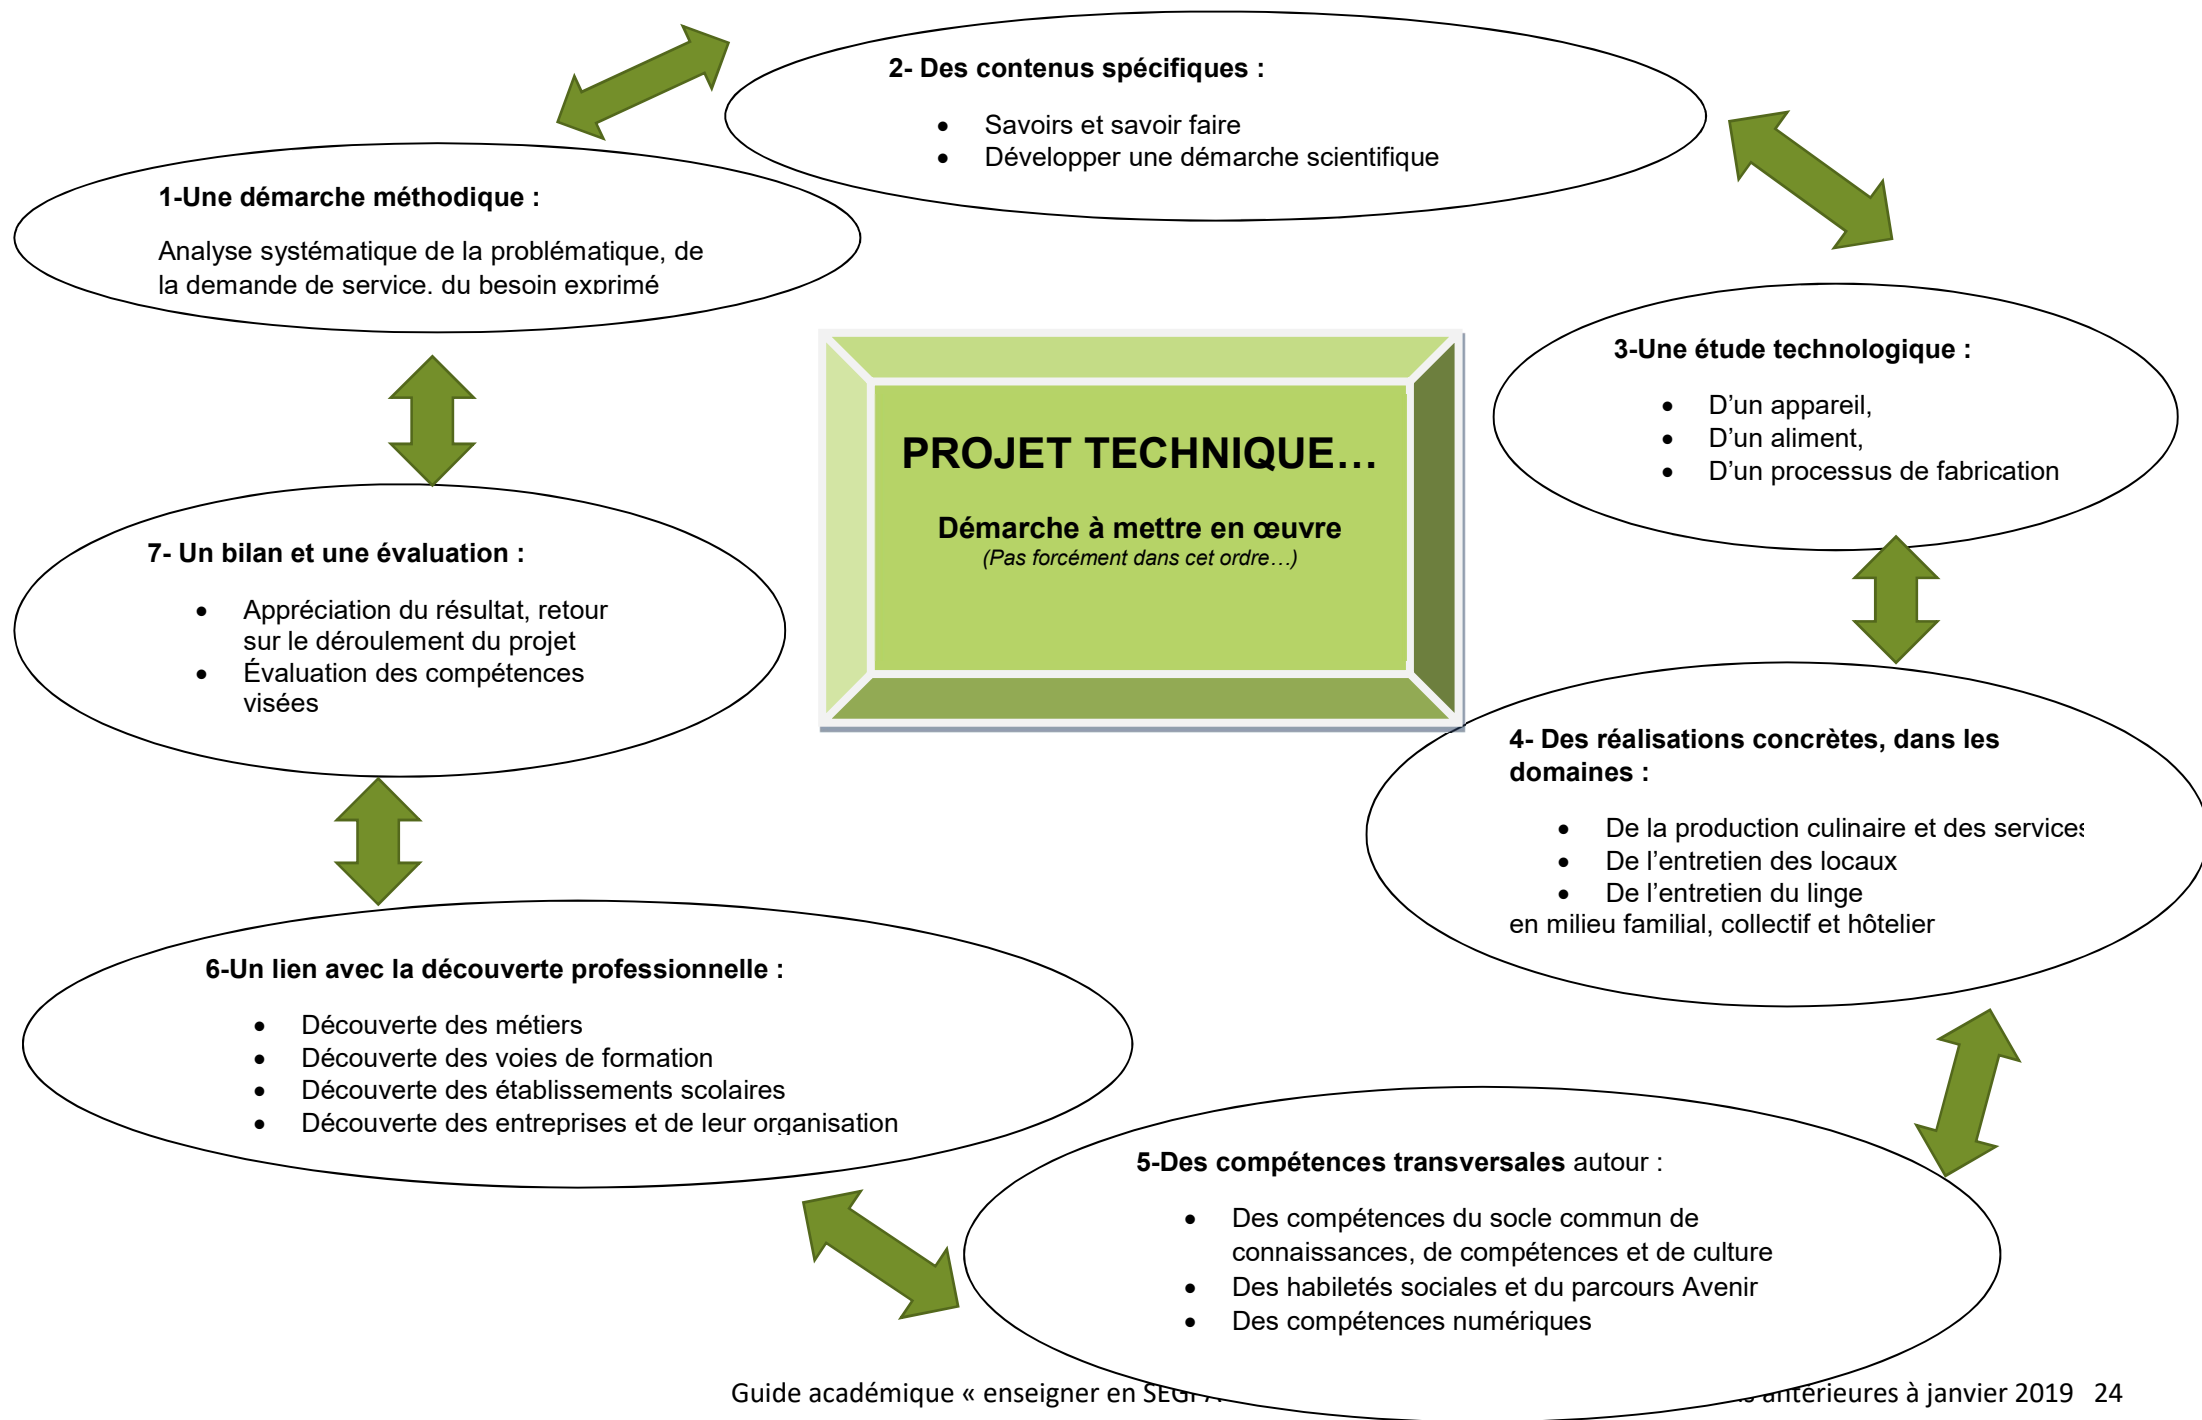 2- Des contenus spécifiques :
• Savoirs et savoir faire
• Développer une démarche scientifique
1-Une démarche méthodique :
Analyse systématique de la problématique, de
la demande de service, du besoin exprimé
3-Une étude technologique :
• D’un appareil,
• D’un aliment,
• D’un processus de fabrication
PROJET TECHNIQUE…
Démarche à mettre en œuvre
(Pas forcément dans cet ordre…)
7- Un bilan et une évaluation :
• Appréciation du résultat, retour
sur le déroulement du projet
• Évaluation des compétences
visées
4- Des réalisations concrètes, dans les
domaines :
• De la production culinaire et des services
• De l’entretien des locaux
• De l’entretien du linge
en milieu familial, collectif et hôtelier
6-Un lien avec la découverte professionnelle :
• Découverte des métiers
• Découverte des voies de formation
• Découverte des établissements scolaires
• Découverte des entreprises et de leur organisation
5-Des compétences transversales autour :
• Des compétences du socle commun de
connaissances, de compétences et de culture
• Des habiletés sociales et du parcours Avenir
• Des compétences numériques
Guide académique « enseigner en antérieures à janvier 2019 24